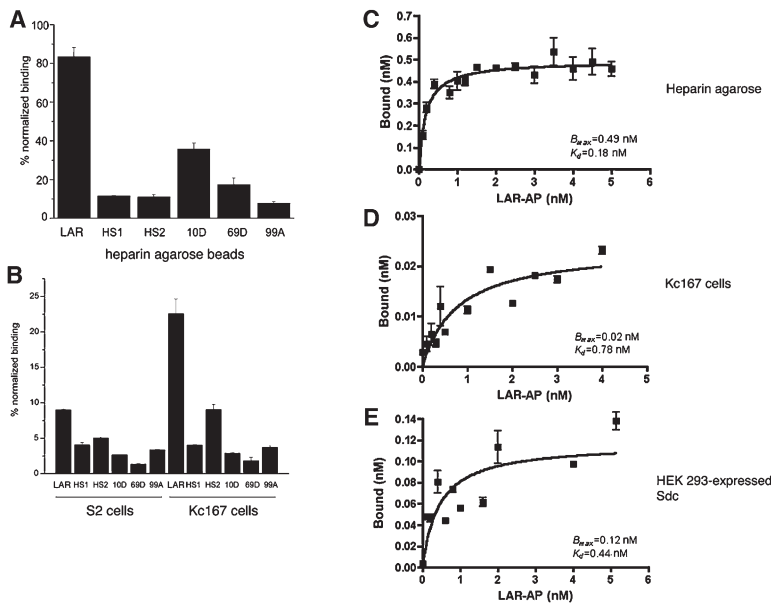 A
% normalized binding
100
80
60
40
20
0
LAR HS1 HS2 10D 69D 99A
heparin agarose beads
B
% normalized binding
25
20
15
10
5
0
LAR HS1 HS2 10D 69D 99A LAR HS1 HS2 10D 69D 99A
S2 cells Kc167 cells
C
Bound (nM)
0.7
0.6
0.5
0.4
0.3
0.2
0.1
0.0
Bmax=0.49 nM
Kd=0.18 nM
0 1 2 3 4 5 6
LAR-AP (nM)
Heparin agarose
D
Bound (nM)
0.03
0.02
0.01
0.00
Bmax=0.02 nM
Kd=0.78 nM
0 1 2 3 4 5
LAR-AP (nM)
Kc167 cells
E
Bound (nM)
0.14
0.12
0.10
0.08
0.06
0.04
0.02
0.00
Bmax=0.12 nM
Kd=0.44 nM
0 1 2 3 4 5 6
LAR-AP (nM)
HEK 293-expressed
Sdc